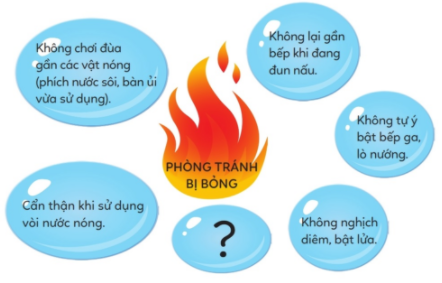 Không chơi đùa
gần các vật nóng
(phích nước sôi, bàn ủi
vừa sử dụng).
Không lại gần
bếp khi đang
đun nấu.
Không tự ý
bật bếp ga,
lò nướng.
PHÒNG TRÁNH
BỊ BỎNG
Cẩn thận khi sử dụng
vòi nước nóng.
?
Không nghịch
diêm, bật lửa.